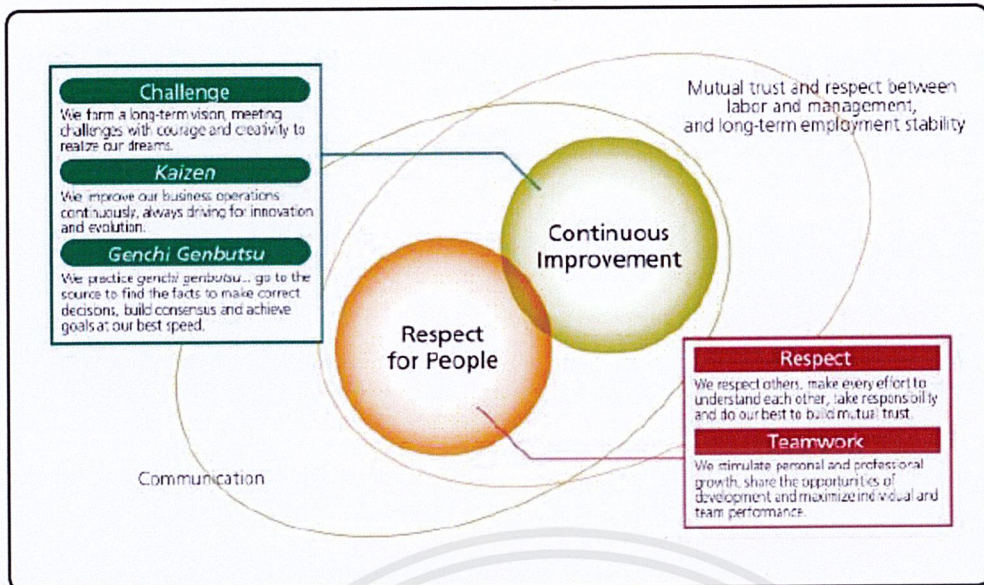 Challenge
We form a long-term vision, meeting
challenges with courage and creativity to
realize our dreams.
Kaizen
We improve our business operations
continuously, always driving for innovation
and evolution.
Genchi Genbutsu
We practice genchi genbutsu... go to the
source to find the facts to make correct
decisions, build consensus and achieve
goals at our best speed.
Mutual trust and respect between
labor and management,
and long-term employment stability
Continuous
Improvement
Respect
for People
Respect
We respect others, make every effort to
understand each other, take responsibility
and do our best to build mutual trust.
Teamwork
We stimulate personal and professional
growth, share the opportunities of
development and maximize individual and
team performance.
Communication